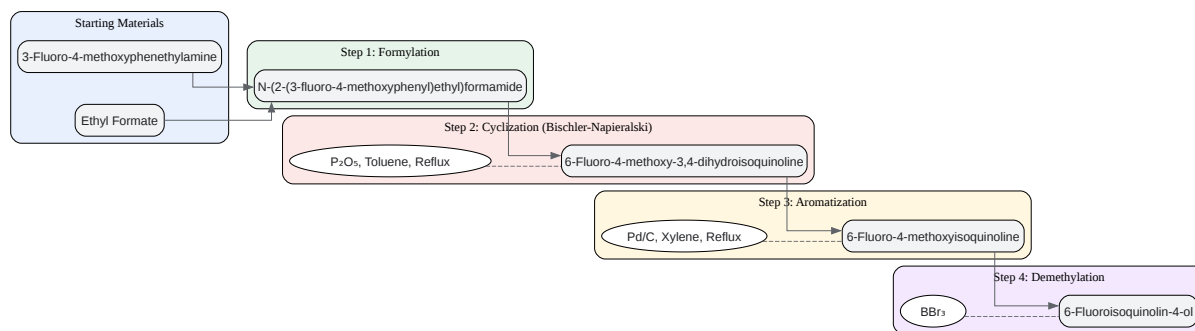 Starting Materials
3-Fluoro-4-methoxyphenethylamine
Ethyl Formate
Step 1: Formylation
N-(2-(3-fluoro-4-methoxyphenyl)ethyl)formamide
Step 2: Cyclization (Bischler-Napieralski)
P₂O₅, Toluene, Reflux
6-Fluoro-4-methoxy-3,4-dihydroisoquinoline
Step 3: Aromatization
Pd/C, Xylene, Reflux
6-Fluoro-4-methoxyisoquinoline
Step 4: Demethylation
BBr₃
6-Fluoroisoquinolin-4-ol